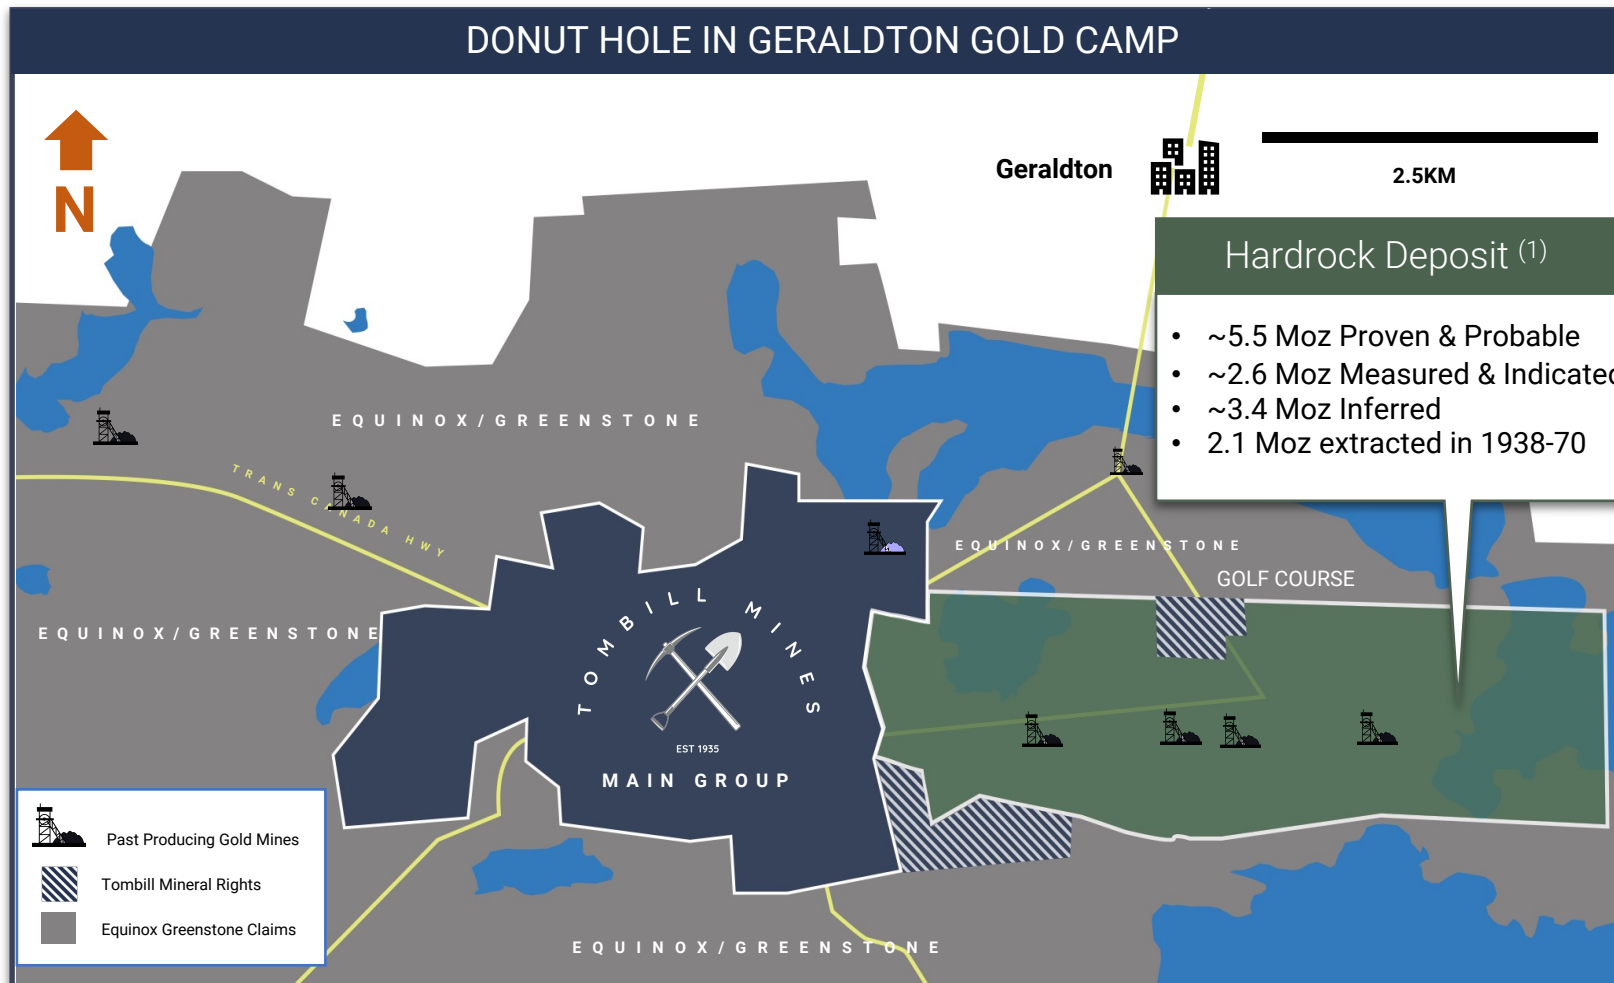 DONUT HOLE IN GERALDTON GOLD CAMP
N
Geraldton
2.5KM
Hardrock Deposit (1)
• ~5.5 Moz Proven & Probable
• ~2.6 Moz Measured & Indicated
• ~3.4 Moz Inferred
• 2.1 Moz extracted in 1938-70
EQUINOX/GREENSTONE
TRANS CANADA HWY
EQUINOX/GREENSTONE
GOLF COURSE
EQUINOX/GREENSTONE
TOMBILL MINES
EST 1935
MAIN GROUP
Past Producing Gold Mines
Tombill Mineral Rights
Equinox Greenstone Claims
EQUINOX/GREENSTONE